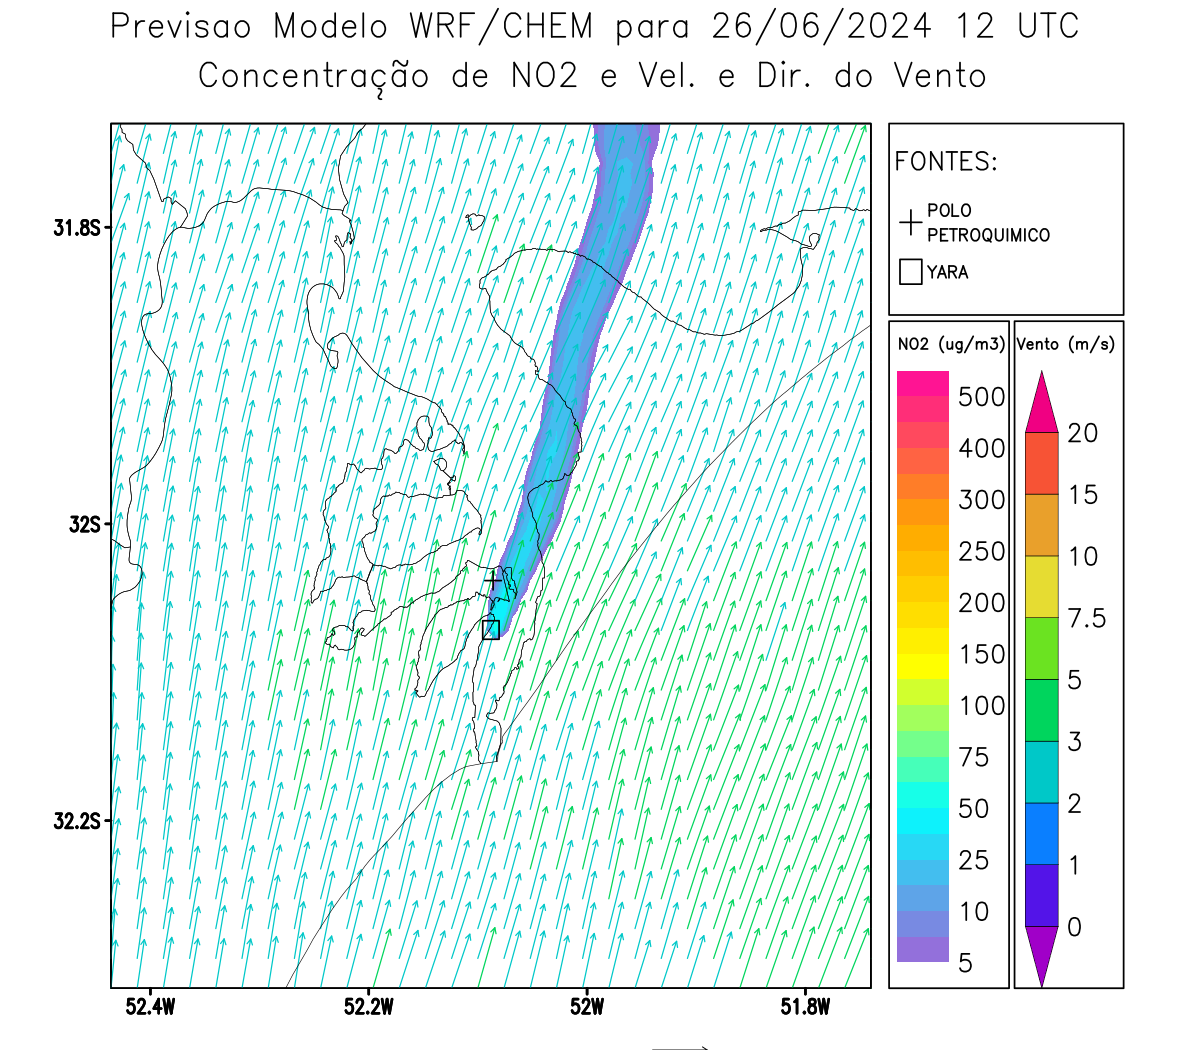 Previsao Modelo WRF/CHEM para 26/06/2024 12 UTC
Concentração de NO2 e Vel. e Dir. do Vento
FONTES:
POLO
PETROQUIMICO
YARA
31.8S
32S
32.2S
52.4W
52.2W
52W
51.8W
NO2 (ug/m3)
500
400
300
250
200
150
100
75
50
25
10
5
Vento (m/s)
20
15
10
7.5
5
3
2
1
0